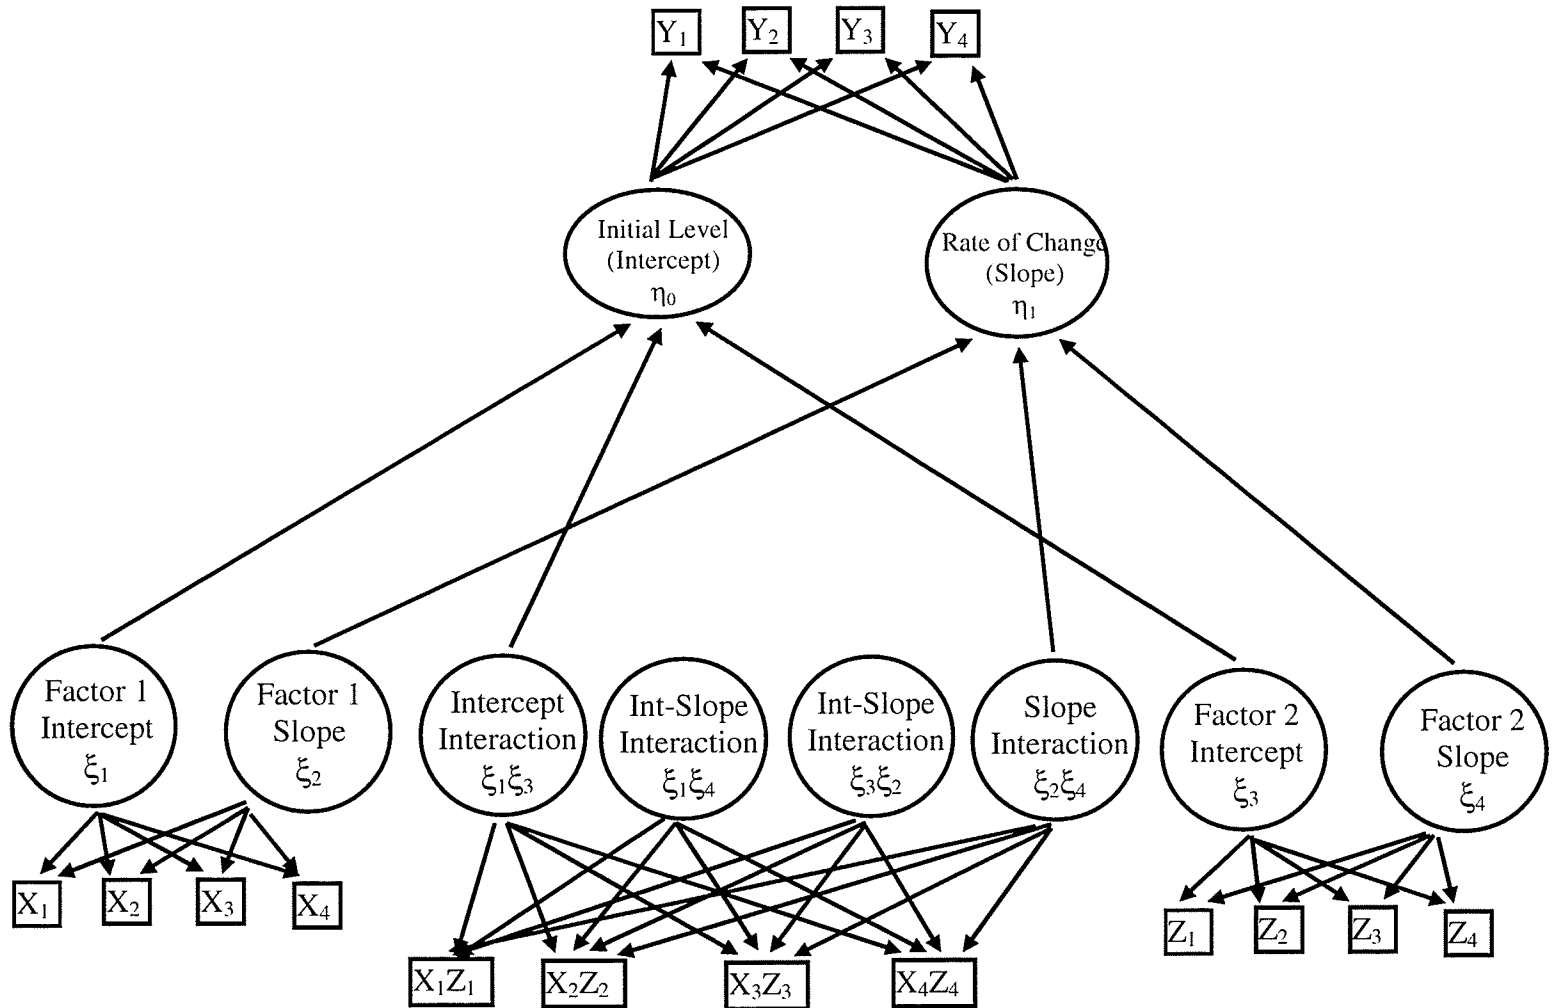 Y₁ Y₂ Y₃ Y₄
Initial Level
(Intercept)
η₀
Rate of Change
(Slope)
η₁
Factor 1
Intercept
ξ₁
Factor 1
Slope
ξ₂
Intercept
Interaction
ξ₁ξ₃
Int-Slope
Interaction
ξ₁ξ₄
Int-Slope
Interaction
ξ₃ξ₂
Slope
Interaction
ξ₂ξ₄
Factor 2
Intercept
ξ₃
Factor 2
Slope
ξ₄
X₁ X₂ X₃ X₄
X₁Z₁ X₂Z₂ X₃Z₃ X₄Z₄
Z₁ Z₂ Z₃ Z₄